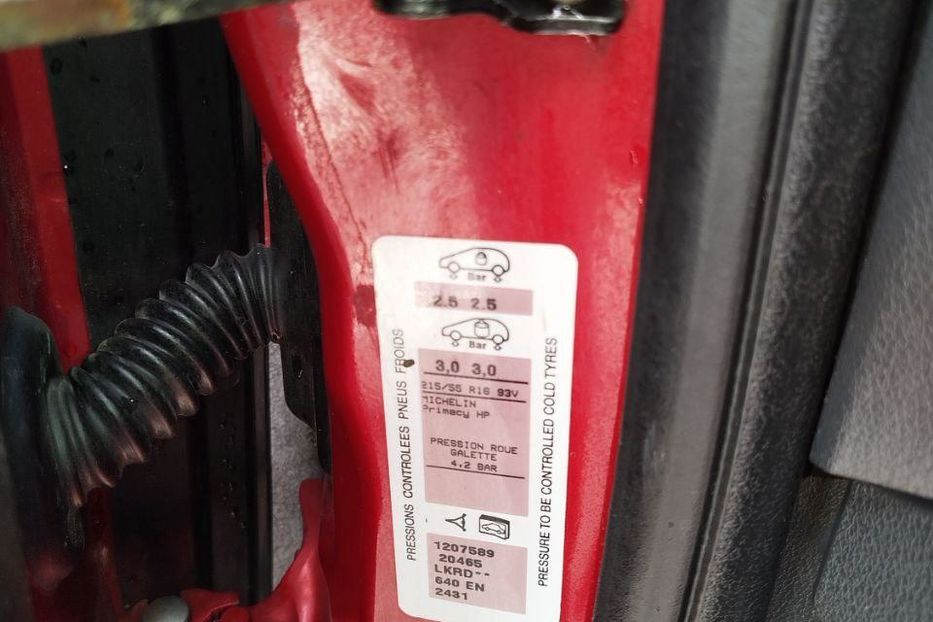 Bar
2.5 2.5
Bar
3,0 3,0
215/55 R16 93V
MICHELIN
Primacy HP
PRESSION ROUE
GALETTE
4.2 BAR
1207589
20465
LKRD--
640 EN
2431
PRESSIONS CONTROLEES PNEUS FROIDS
PRESSURE TO BE CONTROLLED COLD TYRES